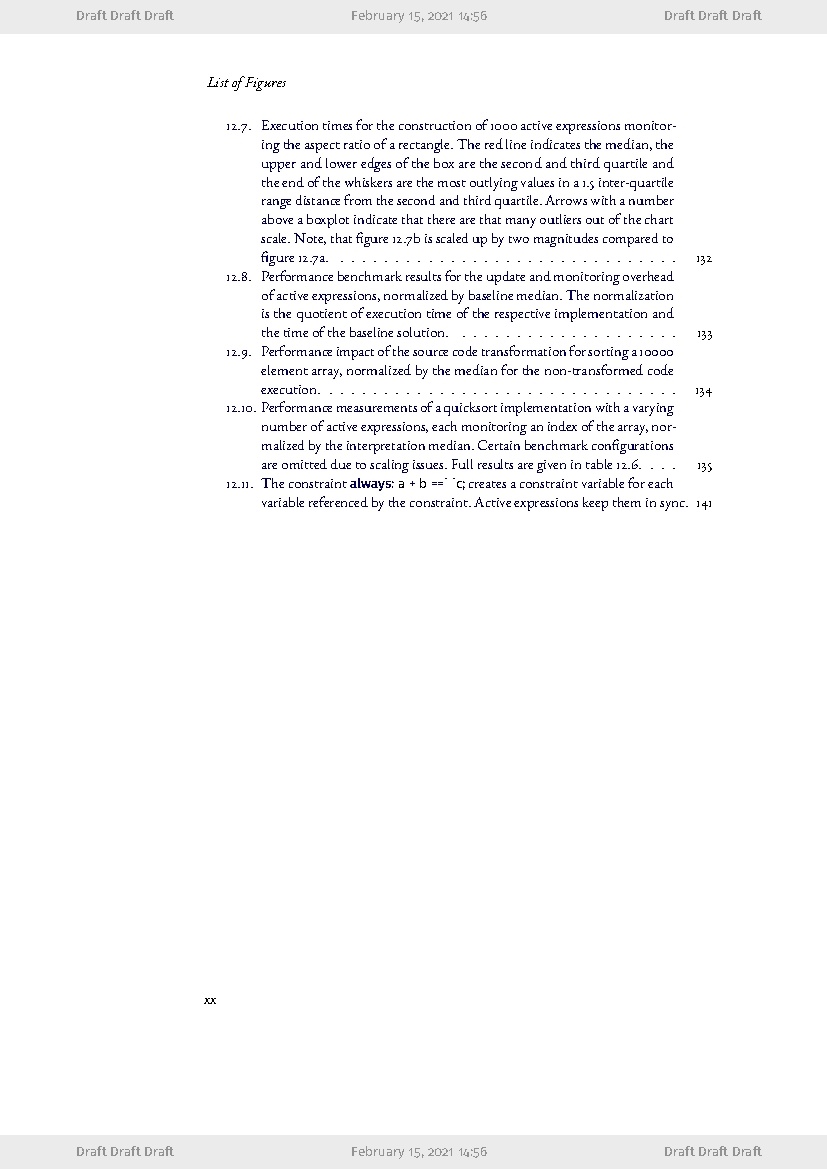 Draft Draft Draft February 15, 2021 14:56 Draft Draft Draft
List of Figures
12.7. Execution times for the construction of 1000 active expressions monitor-
ing the aspect ratio of a rectangle. The red line indicates the median, the
upper and lower edges of the box are the second and third quartile and
the end of the whiskers are the most outlying values in a 1.5 inter-quartile
range distance from the second and third quartile. Arrows with a number
above a boxplot indicate that there are that many outliers out of the chart
scale. Note, that figure 12.7b is scaled up by two magnitudes compared to
figure 12.7a. . . . . . . . . . . . . . . . . . . . . . . . . . . . . . . . 132
12.8. Performance benchmark results for the update and monitoring overhead
of active expressions, normalized by baseline median. The normalization
is the quotient of execution time of the respective implementation and
the time of the baseline solution. . . . . . . . . . . . . . . . . . . . . 133
12.9. Performance impact of the source code transformation for sorting a 10000
element array, normalized by the median for the non-transformed code
execution. . . . . . . . . . . . . . . . . . . . . . . . . . . . . . . . . 134
12.10. Performance measurements of a quicksort implementation with a varying
number of active expressions, each monitoring an index of the array, nor-
malized by the interpretation median. Certain benchmark configurations
are omitted due to scaling issues. Full results are given in table 12.6. . . . . 135
12.11. The constraint always: a + b ==ˉˉc; creates a constraint variable for each
variable referenced by the constraint. Active expressions keep them in sync. 141
xx
Draft Draft Draft February 15, 2021 14:56 Draft Draft Draft